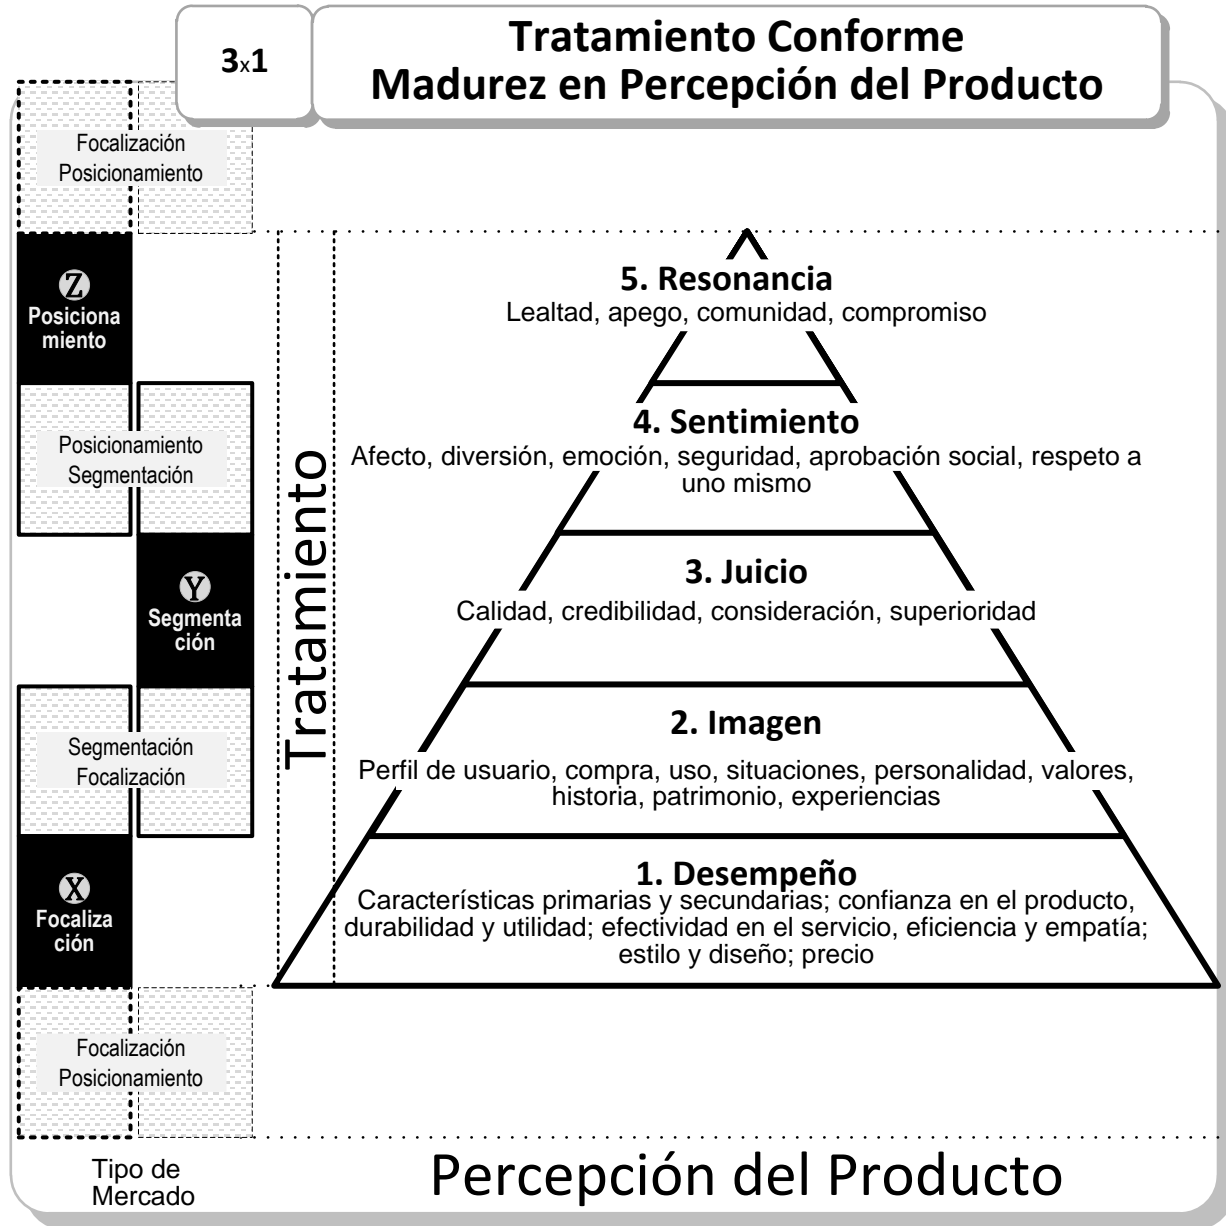 3x1
Tratamiento Conforme
Madurez en Percepción del Producto
Focalización
Posicionamiento
Z
Posiciona
miento
Posicionamiento
Segmentación
Y
Segmenta
ción
Segmentación
Focalización
X
Focaliza
ción
Focalización
Posicionamiento
Tipo de
Mercado
Tratamiento
5. Resonancia
Lealtad, apego, comunidad, compromiso
4. Sentimiento
Afecto, diversión, emoción, seguridad, aprobación social, respeto a
uno mismo
3. Juicio
Calidad, credibilidad, consideración, superioridad
2. Imagen
Perfil de usuario, compra, uso, situaciones, personalidad, valores,
historia, patrimonio, experiencias
1. Desempeño
Características primarias y secundarias; confianza en el producto,
durabilidad y utilidad; efectividad en el servicio, eficiencia y empatía;
estilo y diseño; precio
Percepción del Producto